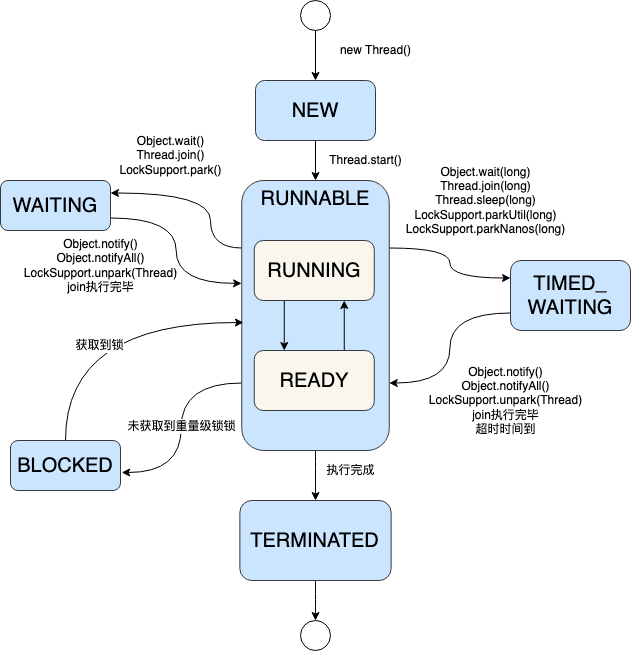 new Thread()
NEW
Thread.start()
Object.wait()
Thread.join()
LockSupport.park()
WAITING
Object.notify()
Object.notifyAll()
LockSupport.unpark(Thread)
join执行完毕
RUNNABLE
RUNNING
READY
Object.wait(long)
Thread.join(long)
Thread.sleep(long)
LockSupport.parkUtil(long)
LockSupport.parkNanos(long)
TIMED_
WAITING
Object.notify()
Object.notifyAll()
LockSupport.unpark(Thread)
join执行完毕
超时时间到
获取到锁
未获取到重量级锁锁
BLOCKED
执行完成
TERMINATED